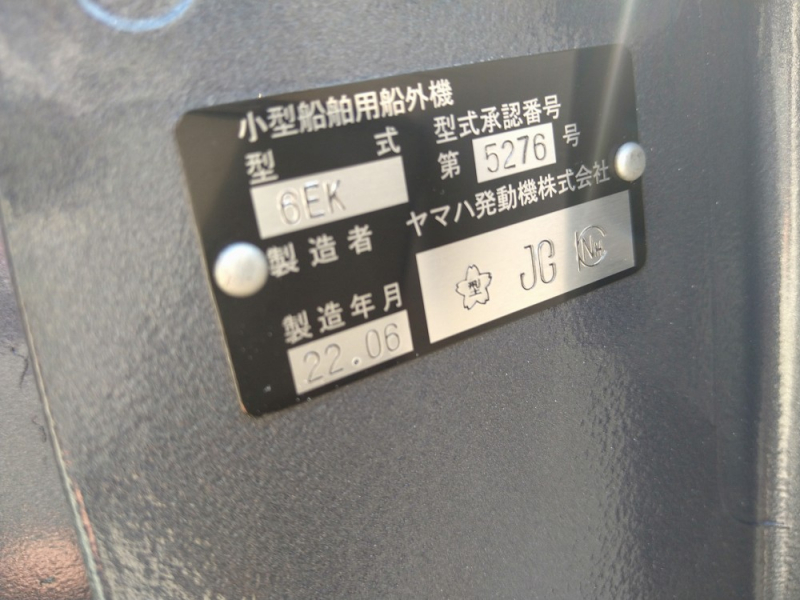 小型船舶用船外機
型式 型式承認番号
6EK 第 5276 号
製造者 ヤマハ発動機株式会社
製造年月 型 JG
22.06